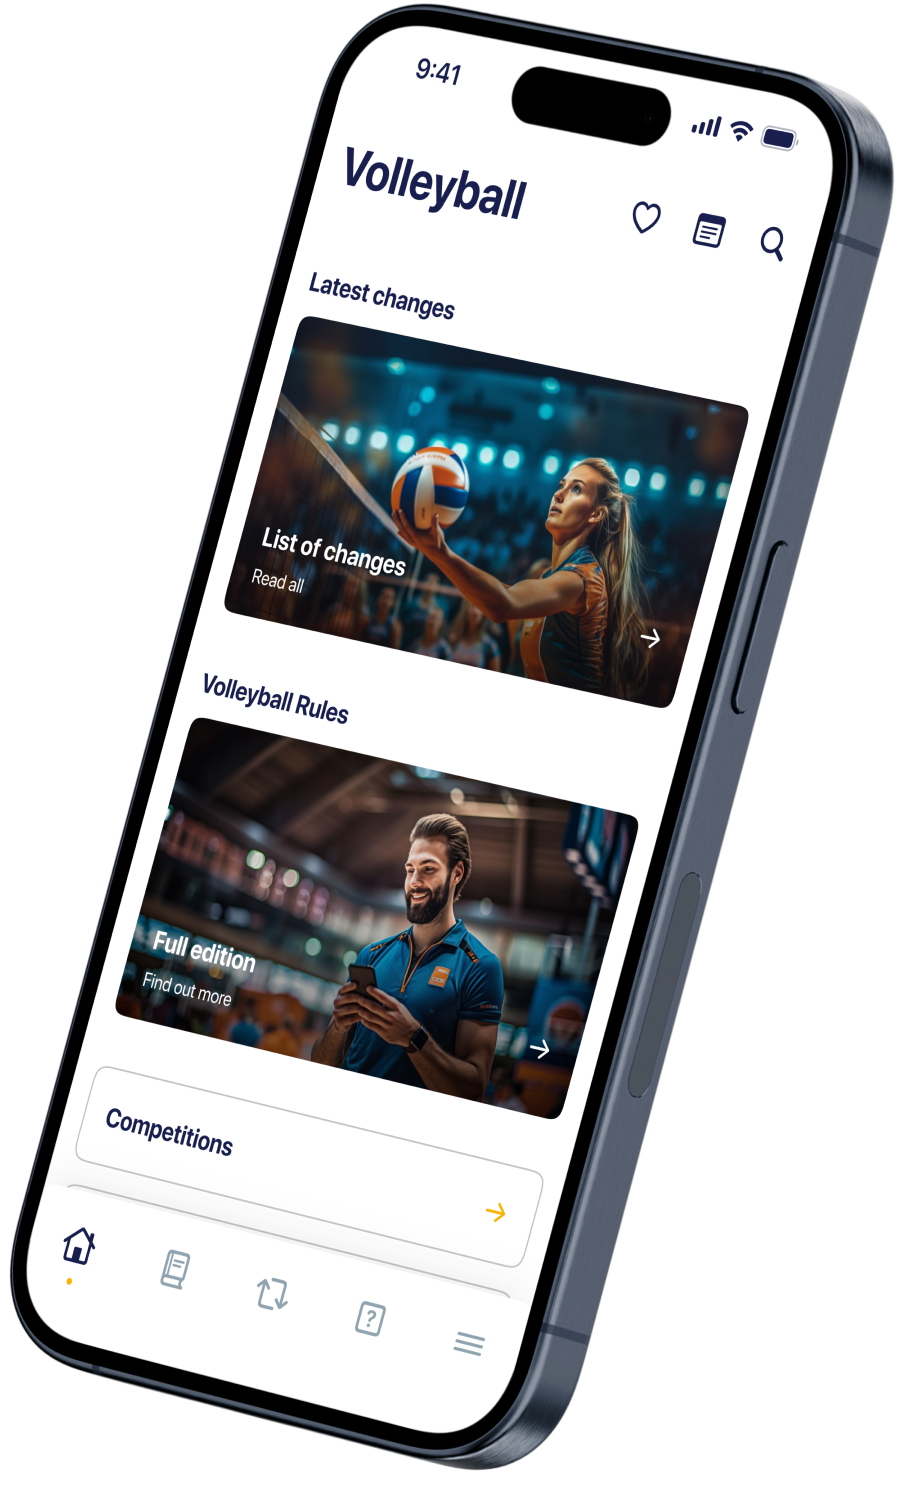 9:41
Volleyball
Latest changes
List of changes
Read all
Volleyball Rules
Full edition
Find out more
Competitions
?